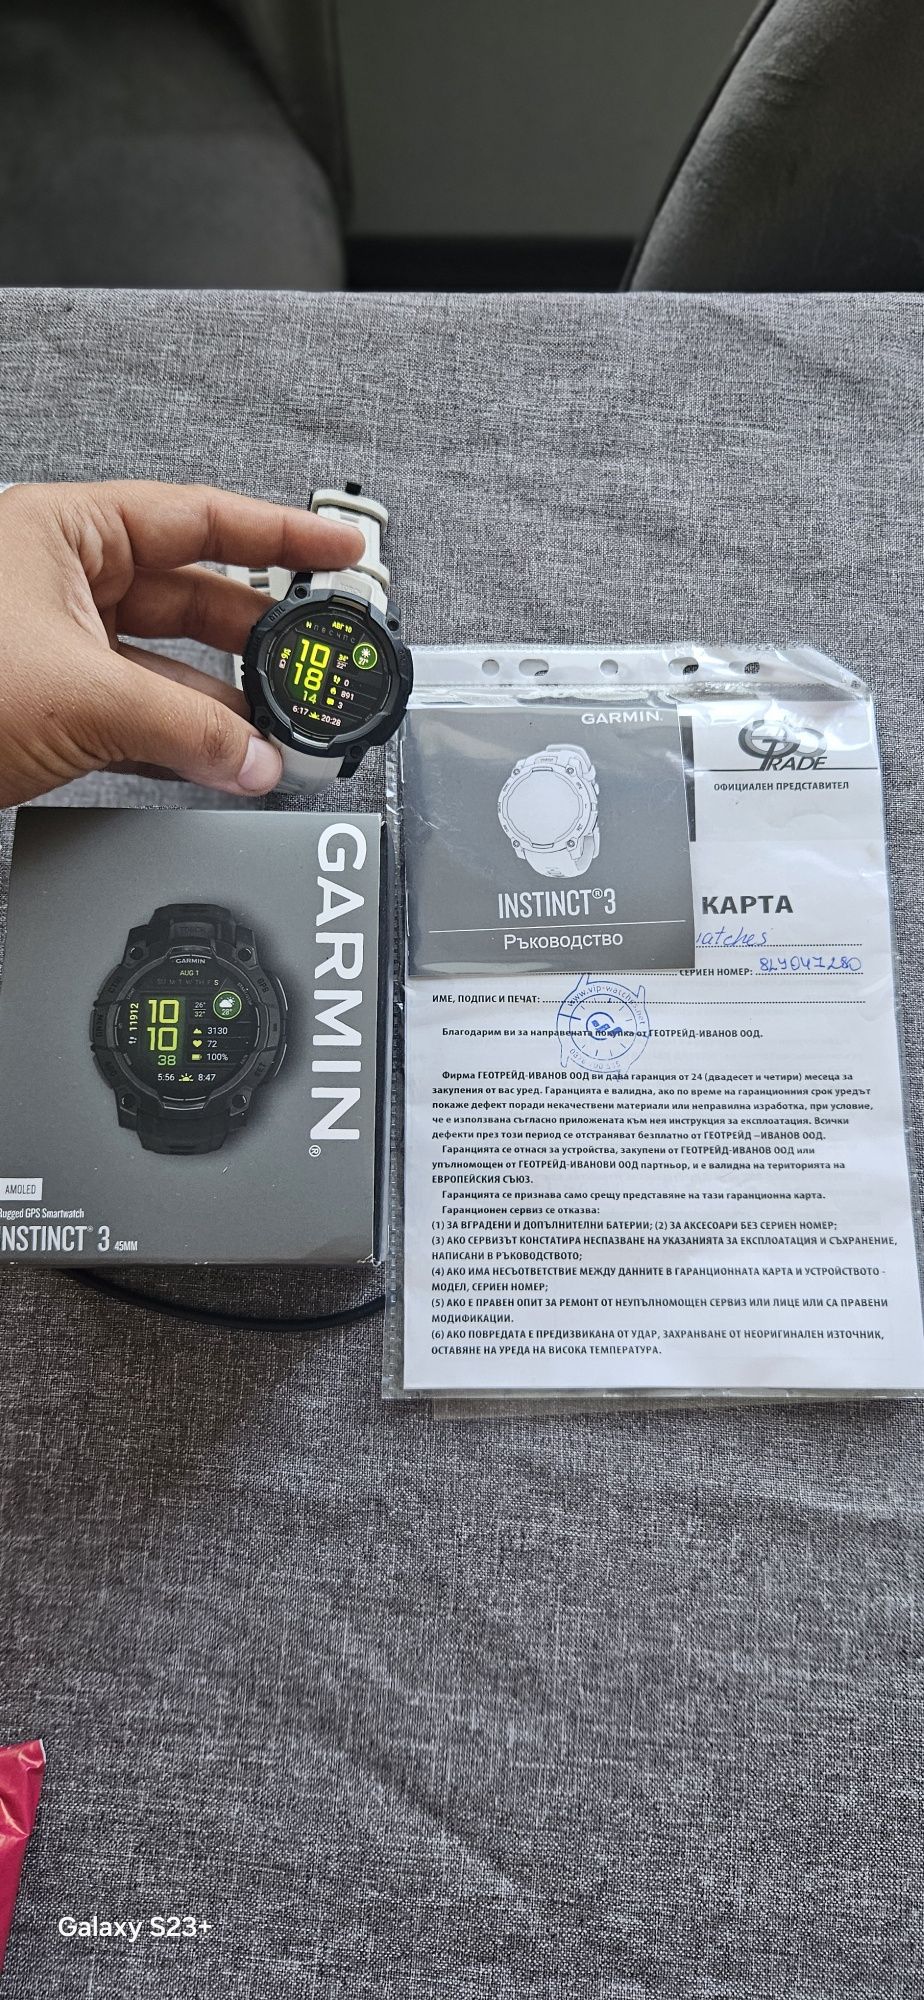 АВГ 10
Н П В С Ч П С
10
18
14
0
891
3
6:17
20:28
GARMIN
AUG 1
10
10
38
11912
26°
32°
28°
3130
72
100%
5:56
8:47
GARMIN®
AMOLED
Rugged GPS Smartwatch
INSTINCT® 3 45MM
GARMIN.
INSTINCT® 3
Ръководство
RADE
ОФИЦИАЛЕН ПРЕДСТАВИТЕЛ
КАРТА
СЕРИЕН НОМЕР:
ИМЕ, ПОДПИС И ПЕЧАТ:
www.vip-watches.net
Благодарим ви за направената покупка от ГЕОТРЕЙД-ИВАНОВ ООД.
Фирма ГЕОТРЕЙД-ИВАНОВ ООД ви дава гаранция от 24 (двадесет и четири) месеца за
закупения от вас уред. Гаранцията е валидна, ако по време на гаранционния срок уредът
покаже дефект поради некачествени материали или неправилна изработка, при условие,
че е използвана съгласно приложената към нея инструкция за експлоатация. Всички
дефекти през този период се отстраняват безплатно от ГЕОТРЕЙД –ИВАНОВ ООД.
Гаранцията се отнася за устройства, закупени от ГЕОТРЕЙД-ИВАНОВ ООД или
упълномощен от ГЕОТРЕЙД-ИВАНОВИ ООД партньор, и е валидна на територията на
ЕВРОПЕЙСКИЯ СЪЮЗ.
Гаранцията се признава само срещу представяне на тази гаранционна карта.
Гаранционен сервиз се отказва:
(1) ЗА ВГРАДЕНИ И ДОПЪЛНИТЕЛНИ БАТЕРИИ; (2) ЗА АКСЕСОАРИ БЕЗ СЕРИЕН НОМЕР;
(3) АКО СЕРВИЗЪТ КОНСТАТИРА НЕСПАЗВАНЕ НА УКАЗАНИЯТА ЗА ЕКСПЛОАТАЦИЯ И СЪХРАНЕНИЕ,
НАПИСАНИ В РЪКОВОДСТВОТО;
(4) АКО ИМА НЕСЪОТВЕТСТВИЕ МЕЖДУ ДАННИТЕ В ГАРАНЦИОННАТА КАРТА И УСТРОЙСТВОТО -
МОДЕЛ, СЕРИЕН НОМЕР;
(5) АКО Е ПРАВЕН ОПИТ ЗА РЕМОНТ ОТ НЕУПЪЛНОМОЩЕН СЕРВИЗ ИЛИ ЛИЦЕ ИЛИ СА ПРАВЕНИ
МОДИФИКАЦИИ.
(6) АКО ПОВРЕДАТА Е ПРЕДИЗВИКАНА ОТ УДАР, ЗАХРАНВАНЕ ОТ НЕОРИГИНАЛЕН ИЗТОЧНИК,
ОСТАВЯНЕ НА УРЕДА НА ВИСОКА ТЕМПЕРАТУРА.
Galaxy S23+